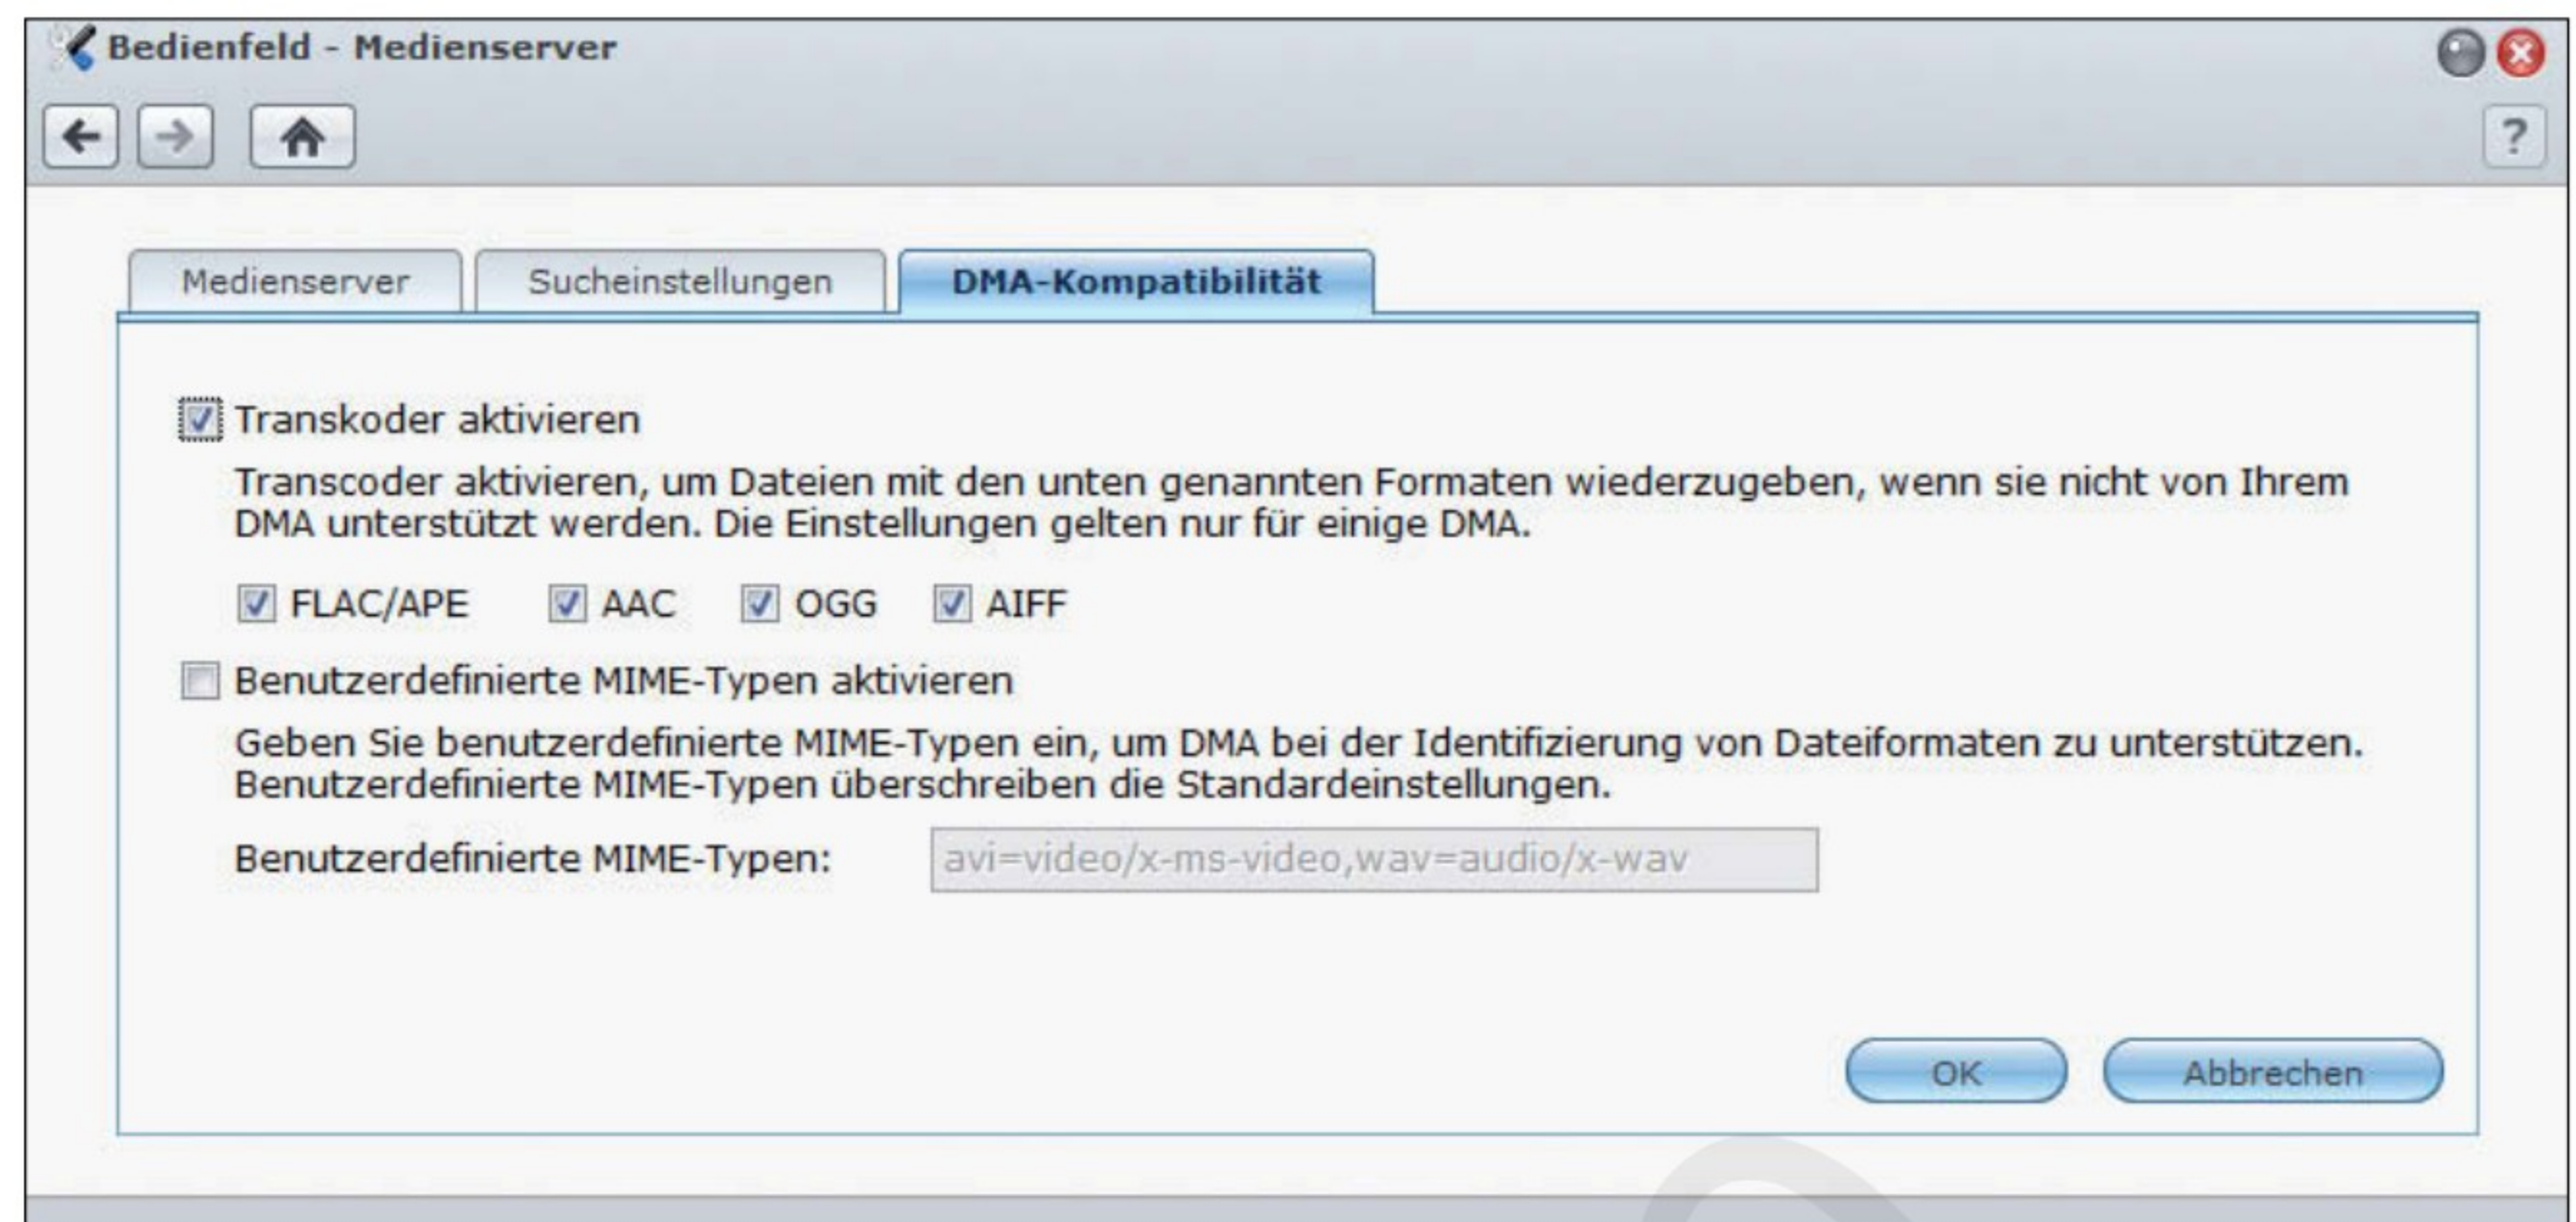 Bedienfeld - Medienserver
?
Medienserver Sucheinstellungen DMA-Kompatibilität
Transkoder aktivieren
Transcoder aktivieren, um Dateien mit den unten genannten Formaten wiederzugeben, wenn sie nicht von Ihrem
DMA unterstützt werden. Die Einstellungen gelten nur für einige DMA.
FLAC/APE AAC OGG AIFF
Benutzerdefinierte MIME-Typen aktivieren
Geben Sie benutzerdefinierte MIME-Typen ein, um DMA bei der Identifizierung von Dateiformaten zu unterstützen.
Benutzerdefinierte MIME-Typen überschreiben die Standardeinstellungen.
Benutzerdefinierte MIME-Typen: avi=video/x-ms-video,wav=audio/x-wav
OK Abbrechen